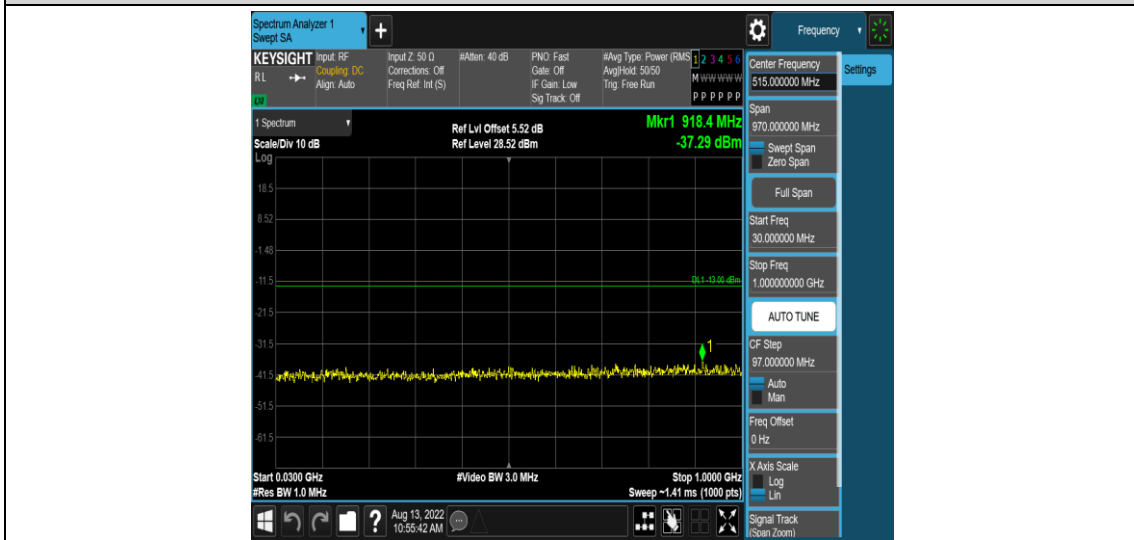 Spectrum Analyzer 1
Swept SA
+
Frequency
KEYSIGHT
RL
Input: RF
Coupling: DC
Align: Auto
Input Z: 50 Ω
Corrections: Off
Freq Ref: Int (S)
#Atten: 40 dB
PNO: Fast
Gate: Off
IF Gain: Low
Sig Track: Off
#Avg Type: Power (RMS
Avg|Hold: 50/50
Trig: Free Run
1 2 3 4 5 6
M W W W W W
P P P P P P
1 Spectrum
Scale/Div 10 dB
Log
Ref Lvl Offset 5.52 dB
Ref Level 28.52 dBm
Mkr1 918.4 MHz
-37.29 dBm
18.5
8.52
-1.48
-11.5
DL1 -13.00 dBm
-21.5
-31.5
1
-41.5
-51.5
-61.5
Start 0.0300 GHz
#Res BW 1.0 MHz
#Video BW 3.0 MHz
Stop 1.0000 GHz
Sweep ~1.41 ms (1000 pts)
?
Aug 13, 2022
10:55:42 AM
Center Frequency
515.000000 MHz
Settings
Span
970.000000 MHz
Swept Span
Zero Span
Full Span
Start Freq
30.000000 MHz
Stop Freq
1.000000000 GHz
AUTO TUNE
CF Step
97.000000 MHz
Auto
Man
Freq Offset
0 Hz
X Axis Scale
Log
Lin
Signal Track
(Span Zoom)